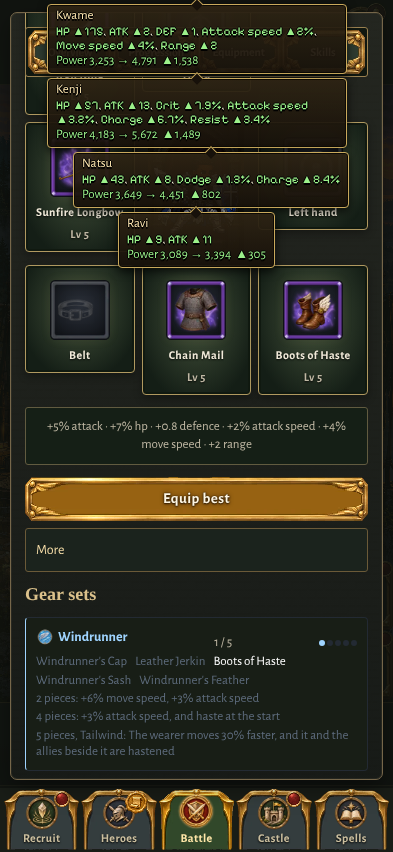 Kwame
HP ▲178, ATK ▲2, DEF ▲1, Attack speed ▲2%,
Move speed ▲4%, Range ▲2
Power 3,253 → 4,791 ▲1,538
Kenji
HP ▲57, ATK ▲13, Crit ▲7.9%, Attack speed
▲3.2%, Charge ▲6.7%, Resist ▲3.4%
Power 4,183 → 5,672 ▲1,489
Natsu
HP ▲43, ATK ▲8, Dodge ▲1.3%, Charge ▲8.4%
Power 3,649 → 4,451 ▲802
Ravi
HP ▲9, ATK ▲11
Power 3,089 → 3,394 ▲305
Sunfire Longbow
Lv 5
Left hand
Belt
Chain Mail
Lv 5
Boots of Haste
Lv 5
+5% attack · +7% hp · +0.8 defence · +2% attack speed · +4%
move speed · +2 range
Equip best
More
Gear sets
Windrunner
1 / 5
Windrunner's Cap Leather Jerkin Boots of Haste
Windrunner's Sash Windrunner's Feather
2 pieces: +6% move speed, +3% attack speed
4 pieces: +3% attack speed, and haste at the start
5 pieces, Tailwind: The wearer moves 30% faster, and it and the
allies beside it are hastened
Recruit
Heroes
Battle
Castle
Spells